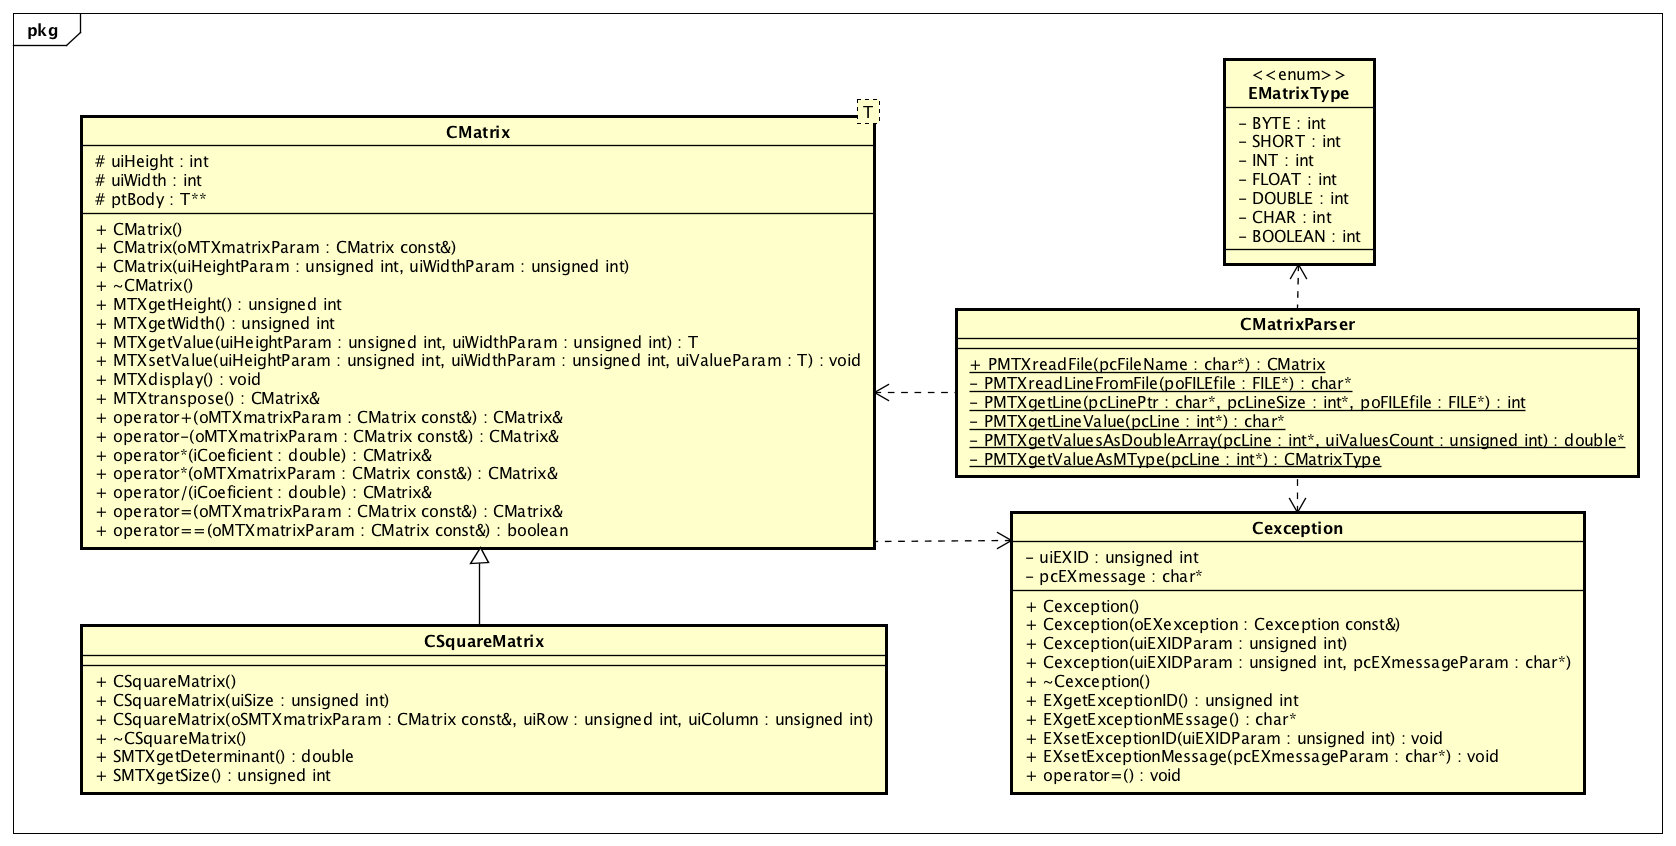 pkg
T
CMatrix
# uiHeight : int
# uiWidth : int
# ptBody : T**
+ CMatrix()
+ CMatrix(oMTXmatrixParam : CMatrix const&)
+ CMatrix(uiHeightParam : unsigned int, uiWidthParam : unsigned int)
+ ~CMatrix()
+ MTXgetHeight() : unsigned int
+ MTXgetWidth() : unsigned int
+ MTXgetValue(uiHeightParam : unsigned int, uiWidthParam : unsigned int) : T
+ MTXsetValue(uiHeightParam : unsigned int, uiWidthParam : unsigned int, uiValueParam : T) : void
+ MTXdisplay() : void
+ MTXtranspose() : CMatrix&
+ operator+(oMTXmatrixParam : CMatrix const&) : CMatrix&
+ operator-(oMTXmatrixParam : CMatrix const&) : CMatrix&
+ operator*(iCoeficient : double) : CMatrix&
+ operator*(oMTXmatrixParam : CMatrix const&) : CMatrix&
+ operator/(iCoeficient : double) : CMatrix&
+ operator=(oMTXmatrixParam : CMatrix const&) : CMatrix&
+ operator==(oMTXmatrixParam : CMatrix const&) : boolean
<<enum>>
EMatrixType
- BYTE : int
- SHORT : int
- INT : int
- FLOAT : int
- DOUBLE : int
- CHAR : int
- BOOLEAN : int
CMatrixParser
+ PMTXreadFile(pcFileName : char*) : CMatrix
- PMTXreadLineFromFile(poFILEfile : FILE*) : char*
- PMTXgetLine(pcLinePtr : char*, pcLineSize : int*, poFILEfile : FILE*) : int
- PMTXgetLineValue(pcLine : int*) : char*
- PMTXgetValuesAsDoubleArray(pcLine : int*, uiValuesCount : unsigned int) : double*
- PMTXgetValueAsMType(pcLine : int*) : CMatrixType
CSquareMatrix
+ CSquareMatrix()
+ CSquareMatrix(uiSize : unsigned int)
+ CSquareMatrix(oSMTXmatrixParam : CMatrix const&, uiRow : unsigned int, uiColumn : unsigned int)
+ ~CSquareMatrix()
+ SMTXgetDeterminant() : double
+ SMTXgetSize() : unsigned int
Cexception
- uiEXID : unsigned int
- pcEXmessage : char*
+ Cexception()
+ Cexception(oEXexception : Cexception const&)
+ Cexception(uiEXIDParam : unsigned int)
+ Cexception(uiEXIDParam : unsigned int, pcEXmessageParam : char*)
+ ~Cexception()
+ EXgetExceptionID() : unsigned int
+ EXgetExceptionMEssage() : char*
+ EXsetExceptionID(uiEXIDParam : unsigned int) : void
+ EXsetExceptionMessage(pcEXmessageParam : char*) : void
+ operator=() : void